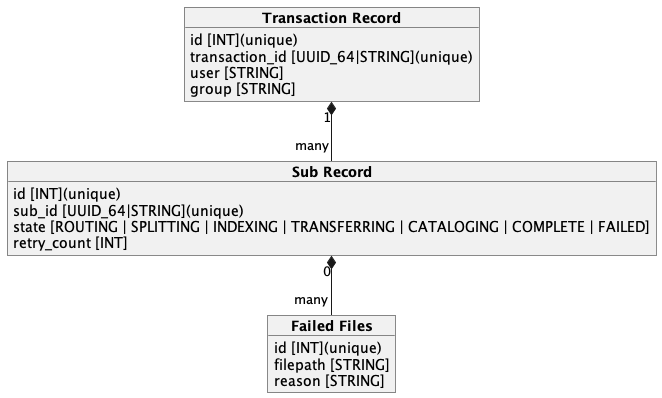 Transaction Record
id [INT](unique)
transaction_id [UUID_64|STRING](unique)
user [STRING]
group [STRING]
1
many
Sub Record
id [INT](unique)
sub_id [UUID_64|STRING](unique)
state [ROUTING | SPLITTING | INDEXING | TRANSFERRING | CATALOGING | COMPLETE | FAILED]
retry_count [INT]
0
many
Failed Files
id [INT](unique)
filepath [STRING]
reason [STRING]